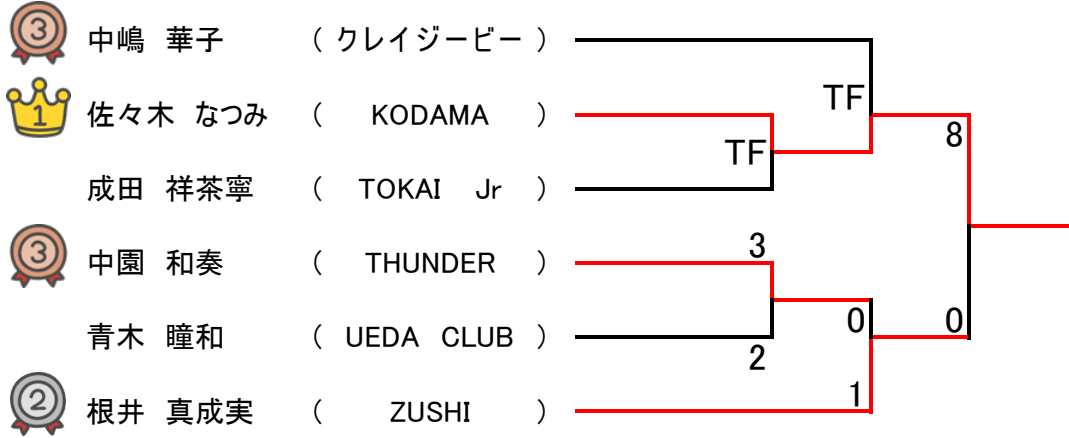 3 中嶋 華子 ( クレイジービー )
1 佐々木 なつみ ( KODAMA )
TF
8
TF
成田 祥茶寧 ( TOKAI Jr )
3 中園 和奏 ( THUNDER )
3
0
0
青木 瞳和 ( UEDA CLUB )
2
2 根井 真成実 ( ZUSHI )
1